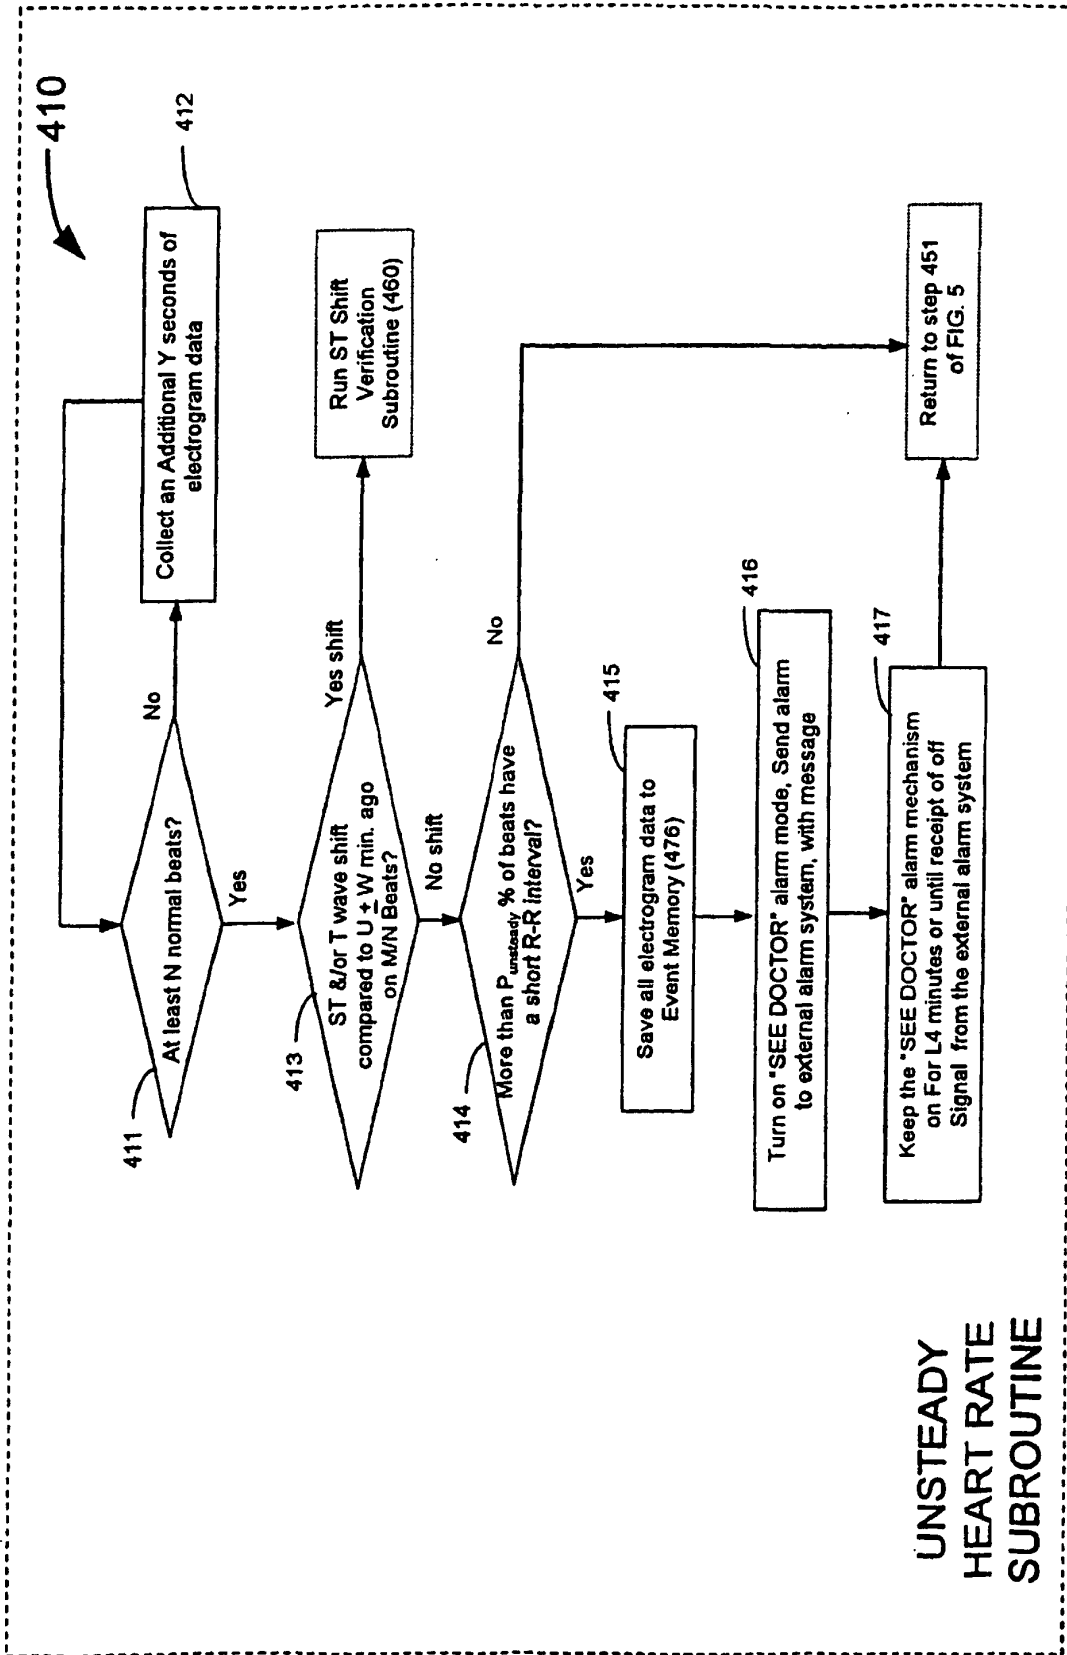 410
411
At least N normal beats?
No
Yes
412
Collect an Additional Y seconds of
electrogram data
413
ST &/or T wave shift
compared to U ± W min. ago
on M/N Beats?
Yes shift
No shift
Run ST Shift
Verification
Subroutine (460)
414
More than Punsteady % of beats have
a short R-R interval?
No
Yes
415
Save all electrogram data to
Event Memory (476)
416
Turn on "SEE DOCTOR" alarm mode, Send alarm
to external alarm system, with message
417
Keep the "SEE DOCTOR" alarm mechanism
on For L4 minutes or until receipt of off
Signal from the external alarm system
Return to step 451
of FIG. 5
UNSTEADY
HEART RATE
SUBROUTINE